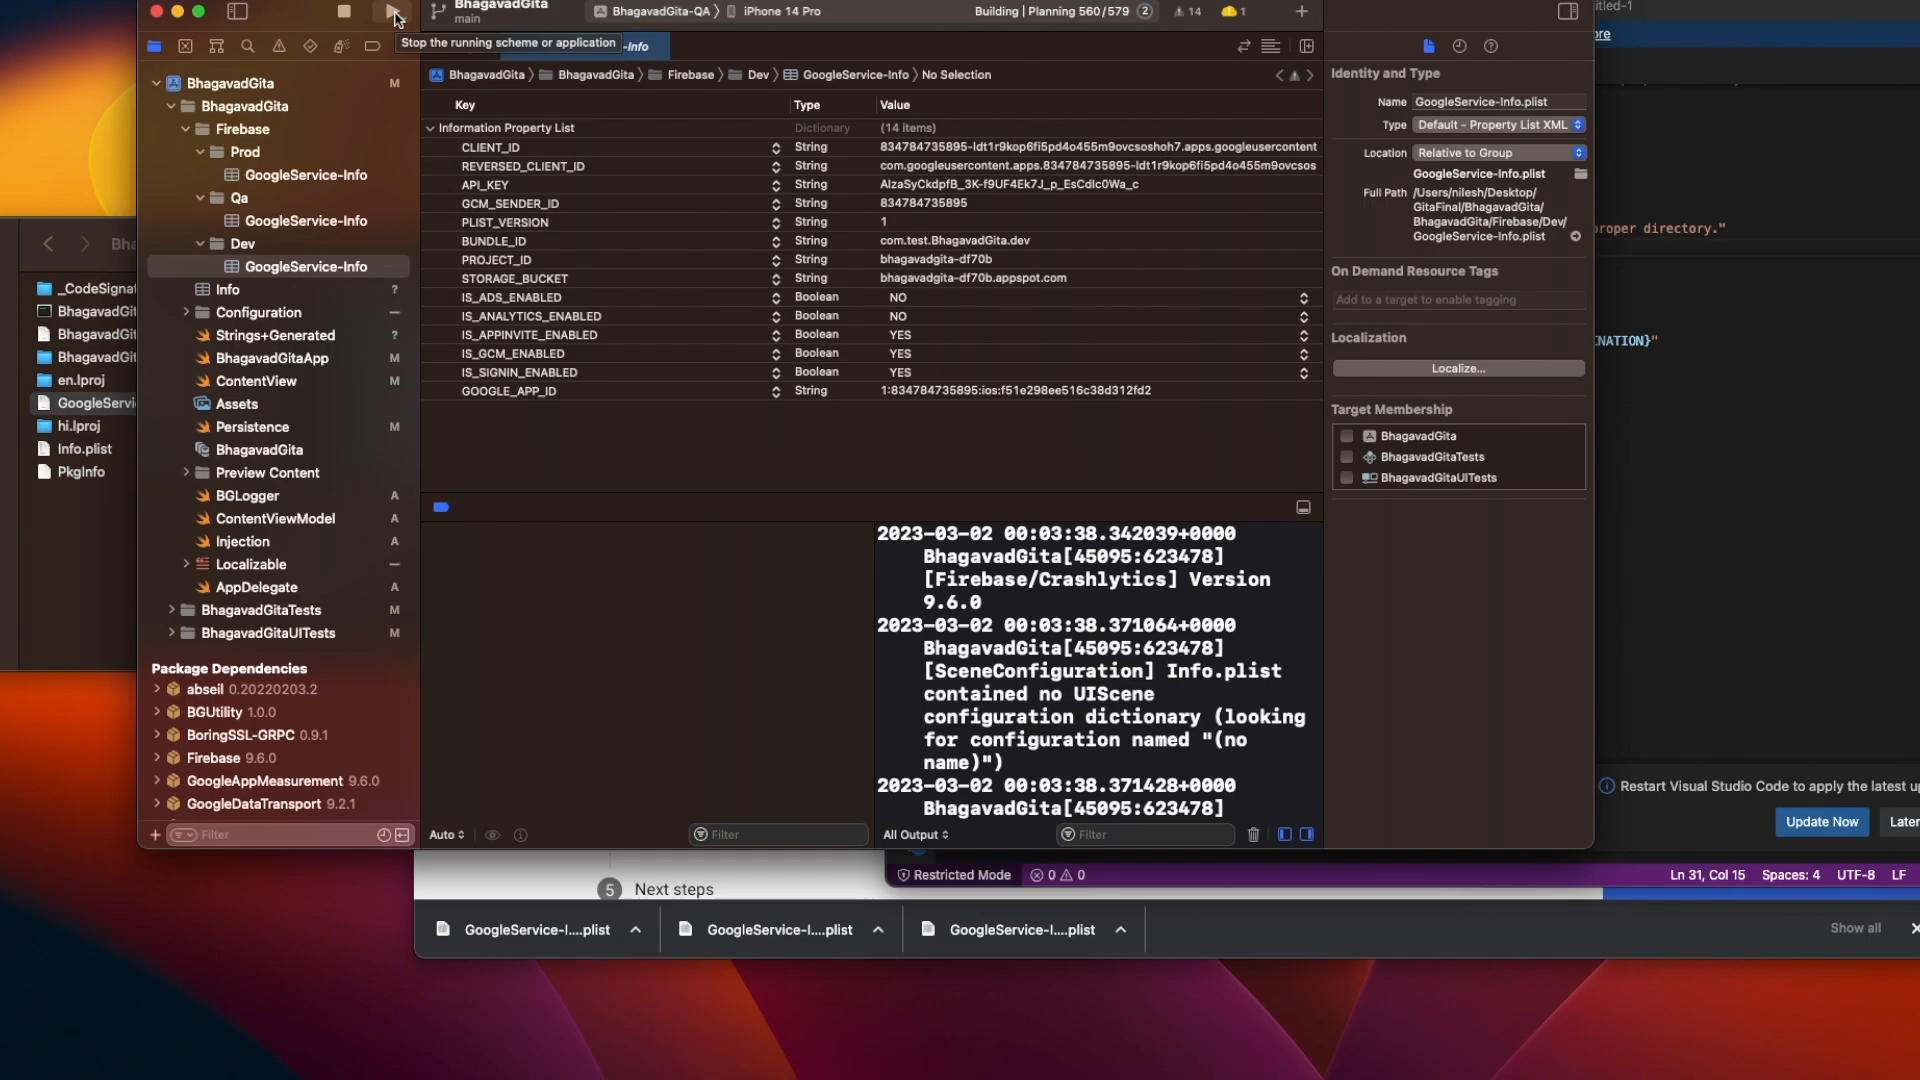 BhagavadGita
main
BhagavadGita-QA
iPhone 14 Pro
Building | Planning 560/579
2
14
1
Stop the running scheme or application
-Info
BhagavadGita
BhagavadGita
Firebase
Dev
GoogleService-Info
No Selection
BhagavadGita M
BhagavadGita
Firebase
Prod
GoogleService-Info
Qa
GoogleService-Info
Dev
GoogleService-Info
Info ?
Configuration
Strings+Generated ?
BhagavadGitaApp M
ContentView M
Assets
Persistence M
BhagavadGita
Preview Content
BGLogger A
ContentViewModel A
Injection A
Localizable
AppDelegate A
BhagavadGitaTests M
BhagavadGitaUITests M
Package Dependencies
abseil 0.20220203.2
BGUtility 1.0.0
BoringSSL-GRPC 0.9.1
Firebase 9.6.0
GoogleAppMeasurement 9.6.0
GoogleDataTransport 9.2.1
Filter
Key Type Value
Information Property List Dictionary (14 items)
CLIENT_ID String 834784735895-ldt1r9kop6fi5pd4o455m9ovcsoshoh7.apps.googleusercontent
REVERSED_CLIENT_ID String com.googleusercontent.apps.834784735895-ldt1r9kop6fi5pd4o455m9ovcsos
API_KEY String AIzaSyCkdpfB_3K-f9UF4Ek7J_p_EsCdIc0Wa_c
GCM_SENDER_ID String 834784735895
PLIST_VERSION String 1
BUNDLE_ID String com.test.BhagavadGita.dev
PROJECT_ID String bhagavadgita-df70b
STORAGE_BUCKET String bhagavadgita-df70b.appspot.com
IS_ADS_ENABLED Boolean NO
IS_ANALYTICS_ENABLED Boolean NO
IS_APPINVITE_ENABLED Boolean YES
IS_GCM_ENABLED Boolean YES
IS_SIGNIN_ENABLED Boolean YES
GOOGLE_APP_ID String 1:834784735895:ios:f51e298ee516c38d312fd2
2023-03-02 00:03:38.342039+0000
BhagavadGita[45095:623478]
[Firebase/Crashlytics] Version
9.6.0
2023-03-02 00:03:38.371064+0000
BhagavadGita[45095:623478]
[SceneConfiguration] Info.plist
contained no UIScene
configuration dictionary (looking
for configuration named "(no
name)")
2023-03-02 00:03:38.371428+0000
BhagavadGita[45095:623478]
Auto
Filter
All Output
Filter
Identity and Type
Name GoogleService-Info.plist
Type Default - Property List XML
Location Relative to Group
GoogleService-Info.plist
Full Path /Users/nilesh/Desktop/
GitaFinal/BhagavadGita/
BhagavadGita/Firebase/Dev/
GoogleService-Info.plist
On Demand Resource Tags
Add to a target to enable tagging
Localization
Localize...
Target Membership
BhagavadGita
BhagavadGitaTests
BhagavadGitaUITests
Bha
_CodeSignat
BhagavadGit
BhagavadGit
BhagavadGit
en.lproj
GoogleServi
hi.lproj
Info.plist
PkgInfo
itled-1
ore
roper directory."
INATION}"
Restart Visual Studio Code to apply the latest up
Update Now
Later
Restricted Mode
0 0
Ln 31, Col 15
Spaces: 4
UTF-8
LF
5 Next steps
GoogleService-I....plist
GoogleService-I....plist
GoogleService-I....plist
Show all